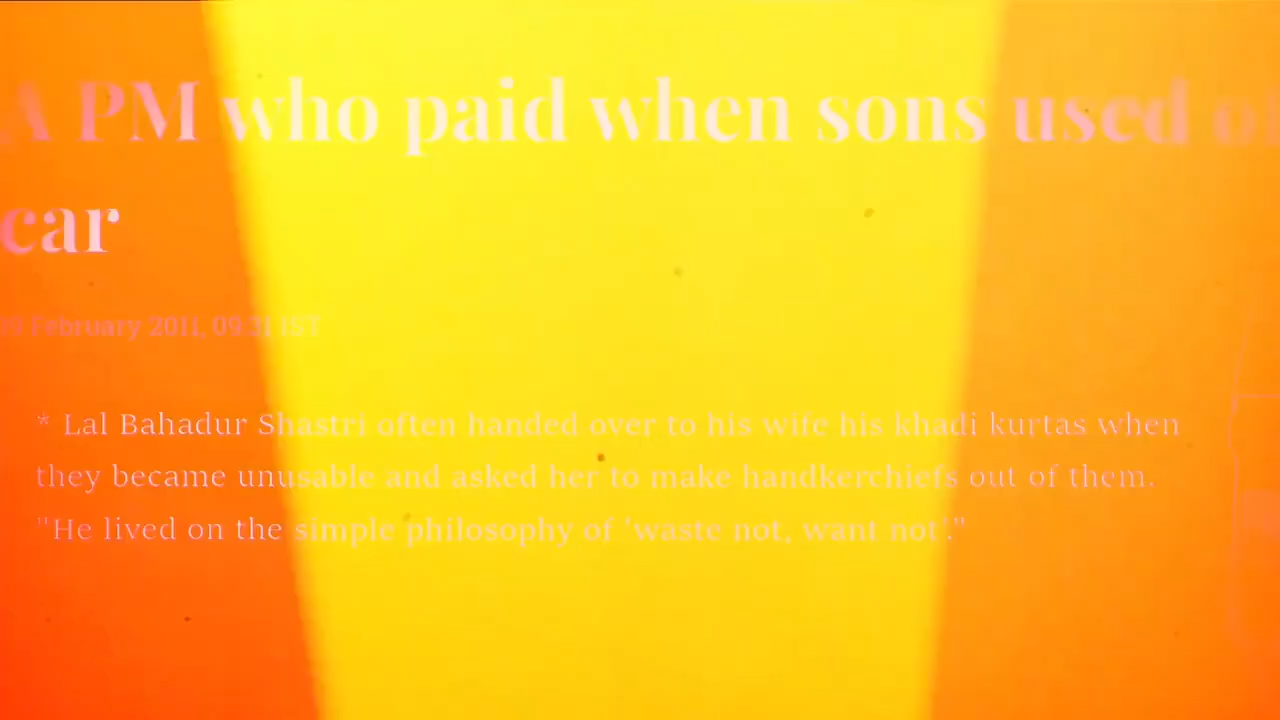 A PM who paid when sons used of
car
09 February 2011, 09:31 IST
* Lal Bahadur Shastri often handed over to his wife his khadi kurtas when
they became unusable and asked her to make handkerchiefs out of them.
"He lived on the simple philosophy of 'waste not, want not'."